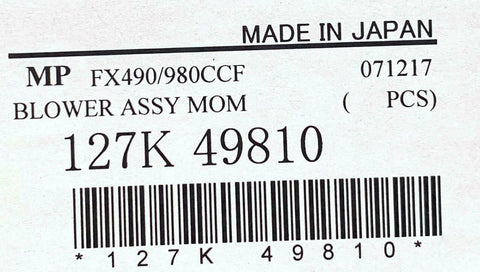 MADE IN JAPAN
MP FX490/980CCF 071217
BLOWER ASSY MOM ( PCS)
127K 49810
*127K 49810*